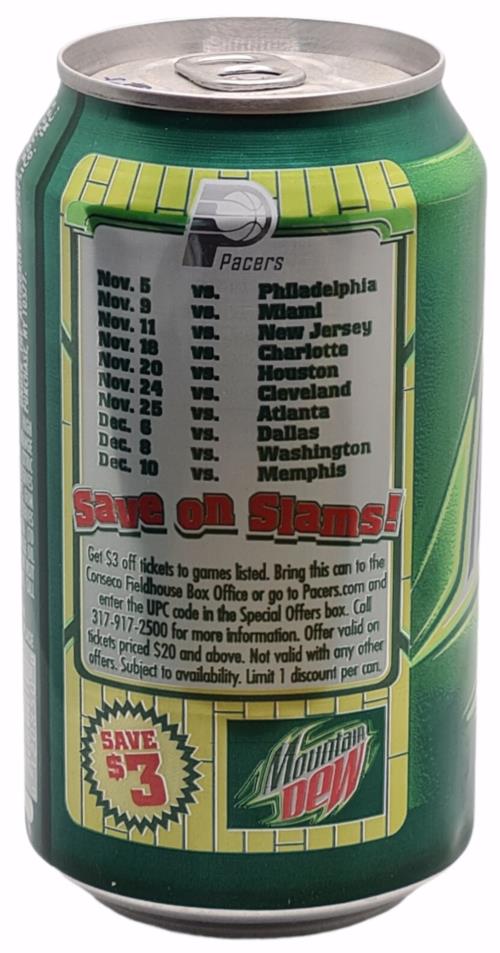 Pacers
Nov. 5 vs. Philadelphia
Nov. 9 vs. Miami
Nov. 11 vs. New Jersey
Nov. 18 vs. Charlotte
Nov. 20 vs. Houston
Nov. 24 vs. Cleveland
Nov. 25 vs. Atlanta
Dec. 6 vs. Dallas
Dec. 8 vs. Washington
Dec. 10 vs. Memphis
Save on Slams!
Get $3 off tickets to games listed. Bring this can to the
Conseco Fieldhouse Box Office or go to Pacers.com and
enter the UPC code in the Special Offers box. Call
317-917-2500 for more information. Offer valid on
tickets priced $20 and above. Not valid with any other
offers. Subject to availability. Limit 1 discount per can.
SAVE
$3
Mountain
Dew